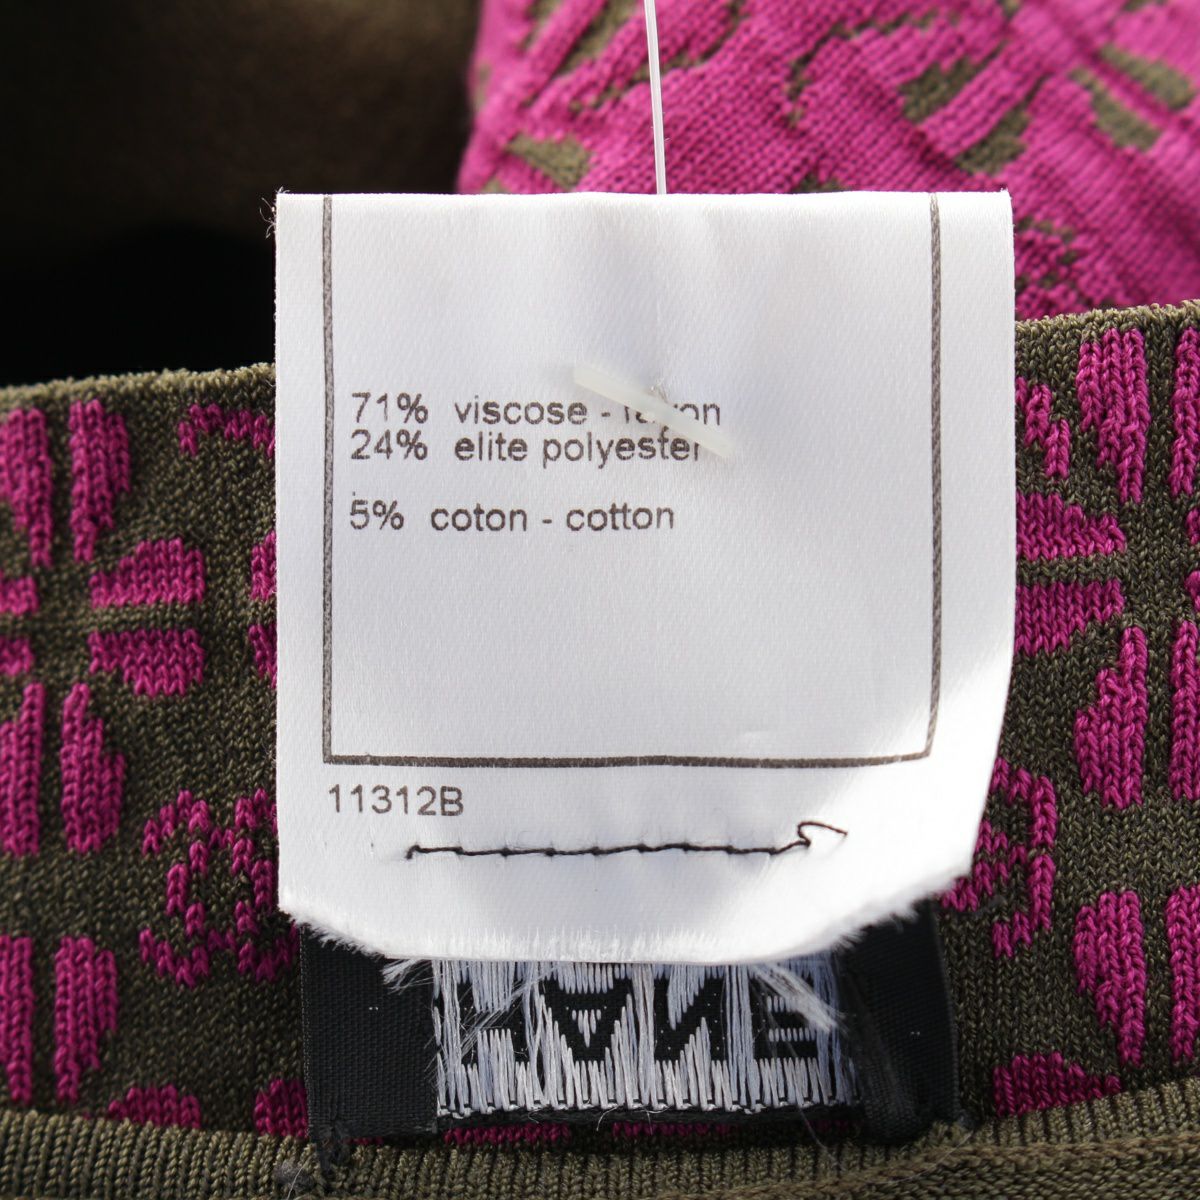 71% viscose -
24% elite polyester
5% coton - cotton
11312B